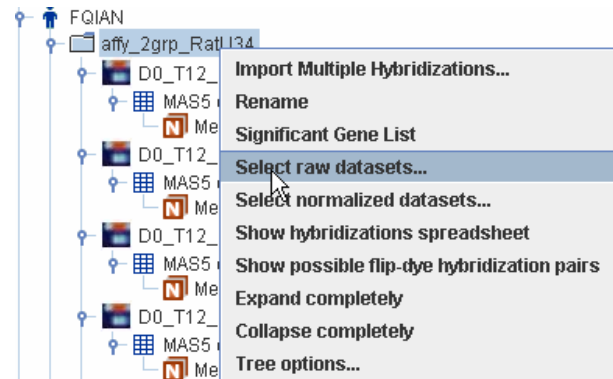 FQIAN
affy_2grp_RatU34
D0_T12_
Import Multiple Hybridizations...
MAS5
Rename
N Me
Significant Gene List
D0_T12_
Select raw datasets...
MAS5
Select normalized datasets...
N Me
Show hybridizations spreadsheet
D0_T12_
Show possible flip-dye hybridization pairs
MAS5
N Me
Expand completely
D0_T12_
Collapse completely
MAS5
Tree options...
N Me